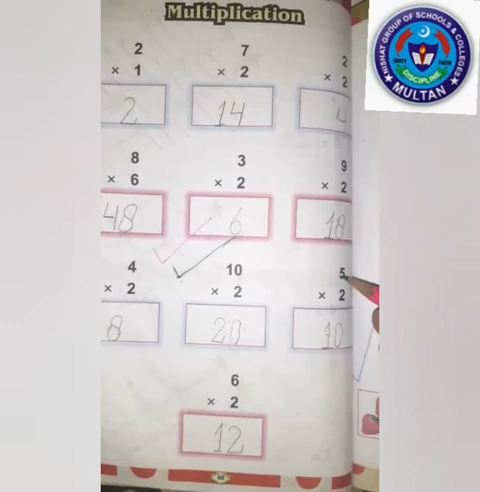 Multiplication
NISHAT GROUP OF SCHOOLS & COLLEGES
UNITY FAITH
DISCIPLINE
MULTAN
2 7 2
× 1 × 2 × 2
2 14 4
8 3 9
× 6 × 2 × 2
48 6 18
4 10 5
× 2 × 2 × 2
8 20 10
6
× 2
12